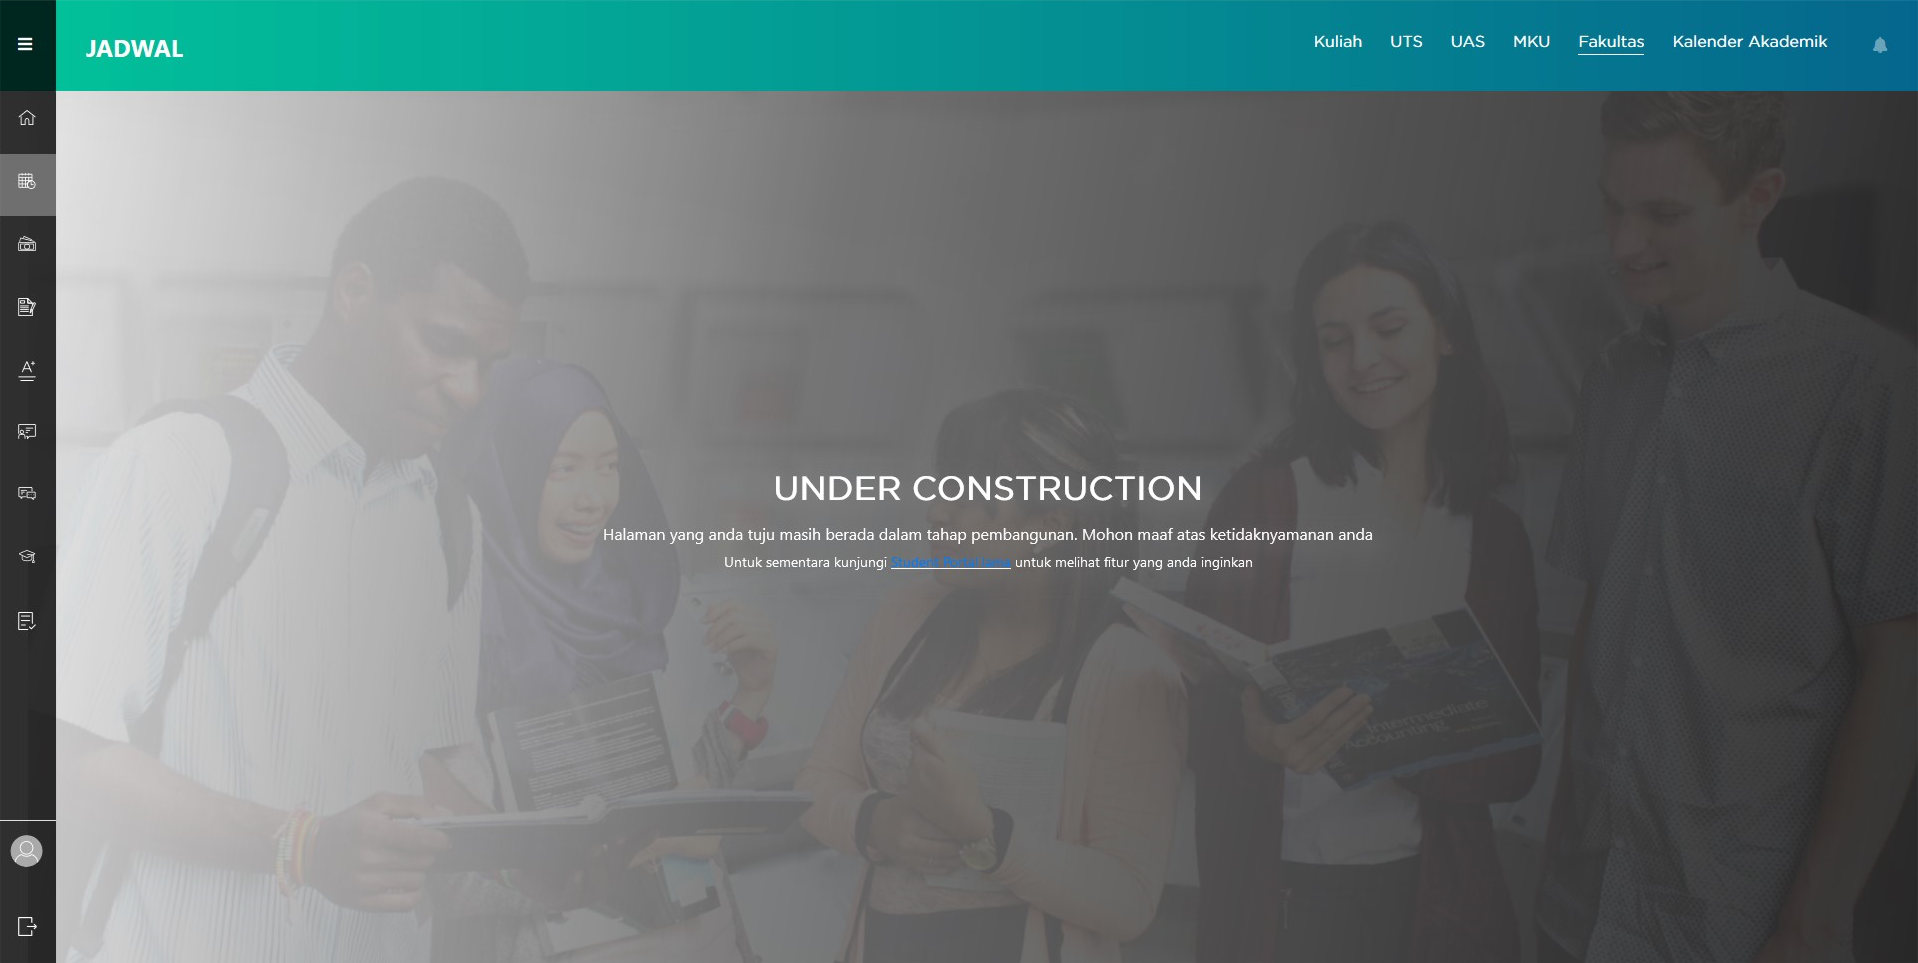 JADWAL
Kuliah UTS UAS MKU Fakultas Kalender Akademik
UNDER CONSTRUCTION
Halaman yang anda tuju masih berada dalam tahap pembangunan. Mohon maaf atas ketidaknyamanan anda
Untuk sementara kunjungi Student Portal lama untuk melihat fitur yang anda inginkan
Intermediate
Accounting